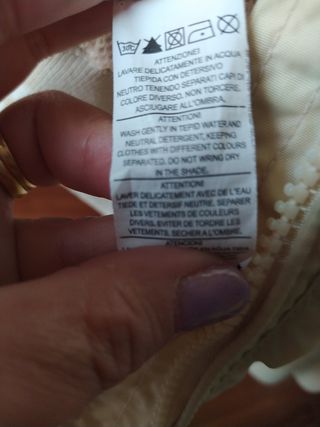 30C
ATTENZIONE!
LAVARE DELICATAMENTE IN ACQUA
TIEPIDA CON DETERSIVO
NEUTRO TENENDO SEPARATI CAPI DI
COLORE DIVERSO, NON TORCERE.
ASCIUGARE ALL'OMBRA.
ATTENTION!
WASH GENTLY IN TEPID WATER AND
NEUTRAL DETERGENT, KEEPING
CLOTHES WITH DIFFERENT COLOURS
SEPARATED. DO NOT WIRING DRY
IN THE SHADE.
ATTENTION!
LAVER DELICATEMENT AVEC DE L'EAU
TIEDE ET DETERSIF NEUTRE, SEPARER
LES VETEMENTS DE COULEURS
DIVERS, EVITER DE TORDRE LES
VETEMENTS. SECHER A L'OMBRE.
ATENCION!